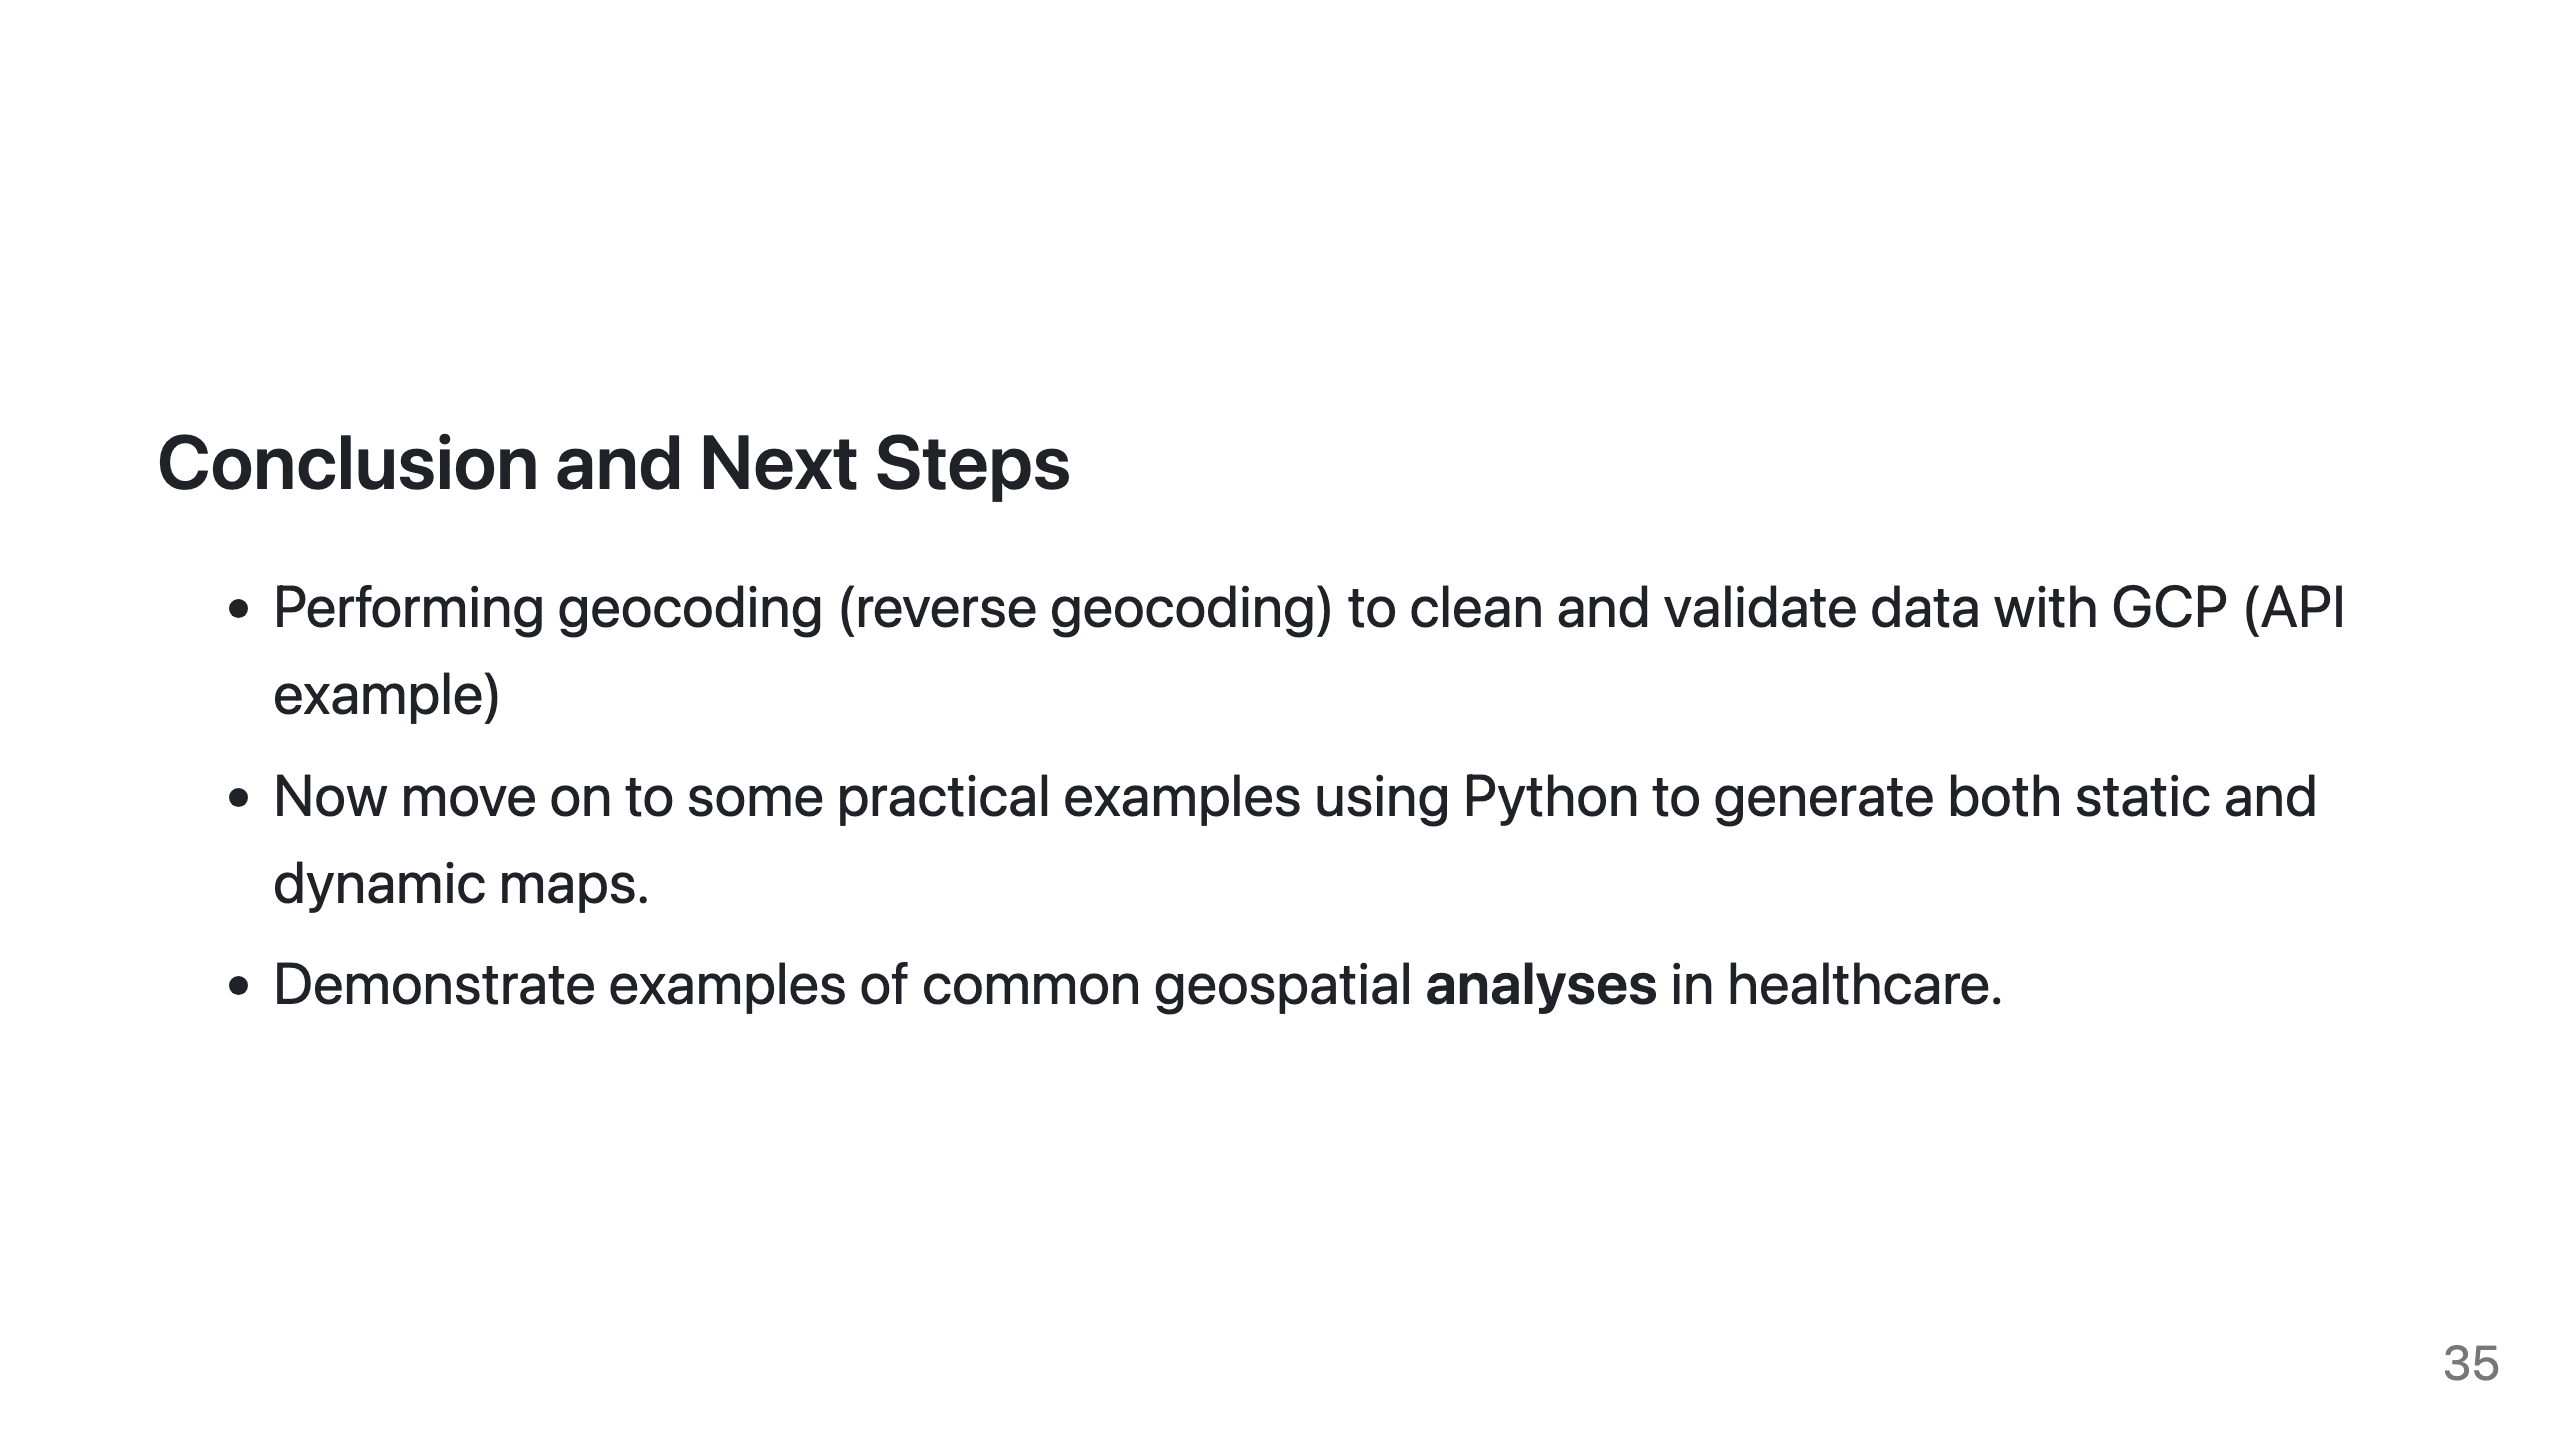 Conclusion and Next Steps
• Performing geocoding (reverse geocoding) to clean and validate data with GCP (API
example)
• Now move on to some practical examples using Python to generate both static and
dynamic maps.
• Demonstrate examples of common geospatial analyses in healthcare.
35